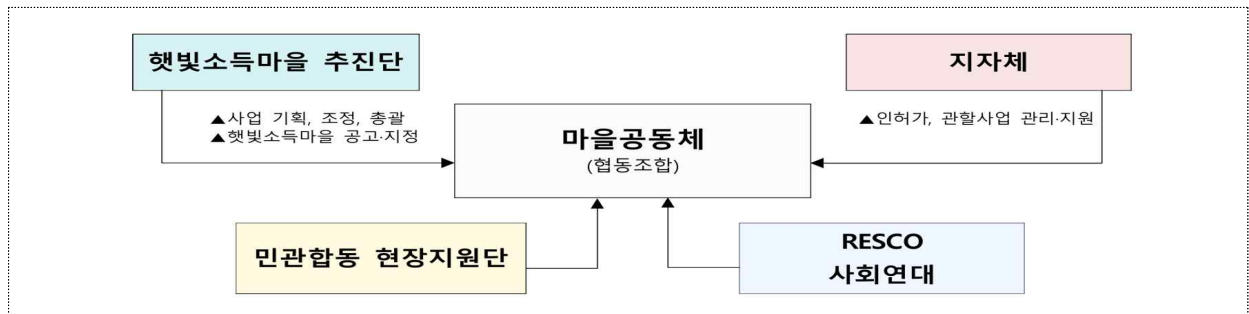 햇빛소득마을 추진단
지자체
▲사업 기획, 조정, 총괄
▲햇빛소득마을 공고·지정
▲인허가, 관할사업 관리·지원
마을공동체
(협동조합)
민관합동 현장지원단
RESCO
사회연대